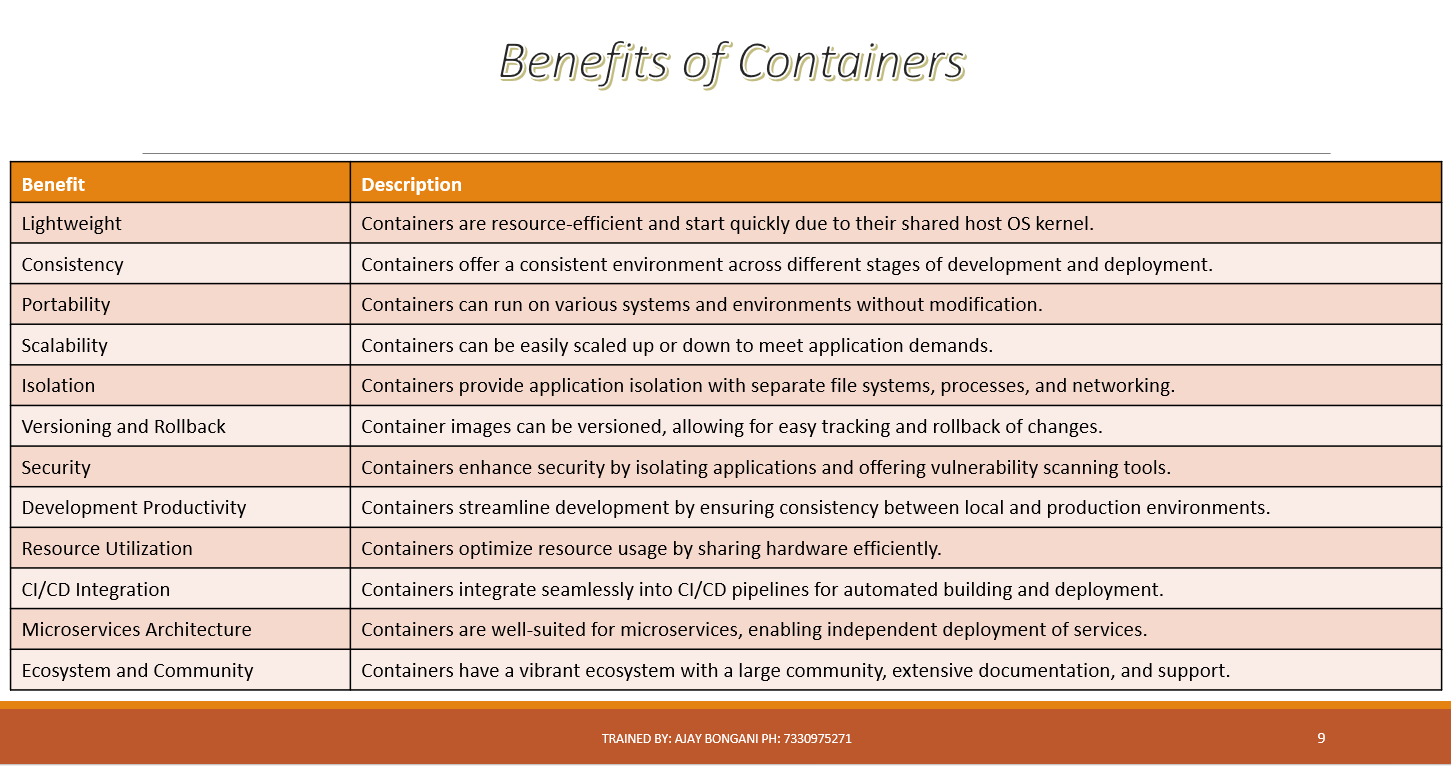 Benefits of Containers
Benefit Description
Lightweight Containers are resource-efficient and start quickly due to their shared host OS kernel.
Consistency Containers offer a consistent environment across different stages of development and deployment.
Portability Containers can run on various systems and environments without modification.
Scalability Containers can be easily scaled up or down to meet application demands.
Isolation Containers provide application isolation with separate file systems, processes, and networking.
Versioning and Rollback Container images can be versioned, allowing for easy tracking and rollback of changes.
Security Containers enhance security by isolating applications and offering vulnerability scanning tools.
Development Productivity Containers streamline development by ensuring consistency between local and production environments.
Resource Utilization Containers optimize resource usage by sharing hardware efficiently.
CI/CD Integration Containers integrate seamlessly into CI/CD pipelines for automated building and deployment.
Microservices Architecture Containers are well-suited for microservices, enabling independent deployment of services.
Ecosystem and Community Containers have a vibrant ecosystem with a large community, extensive documentation, and support.
TRAINED BY: AJAY BONGANI PH: 7330975271 9